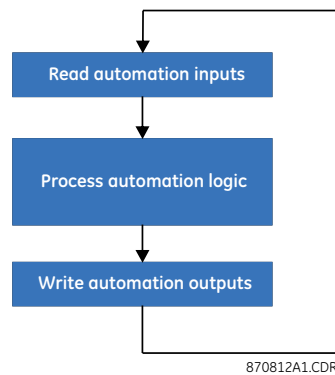 Read automation inputs
Process automation logic
Write automation outputs
870812A1.CDR